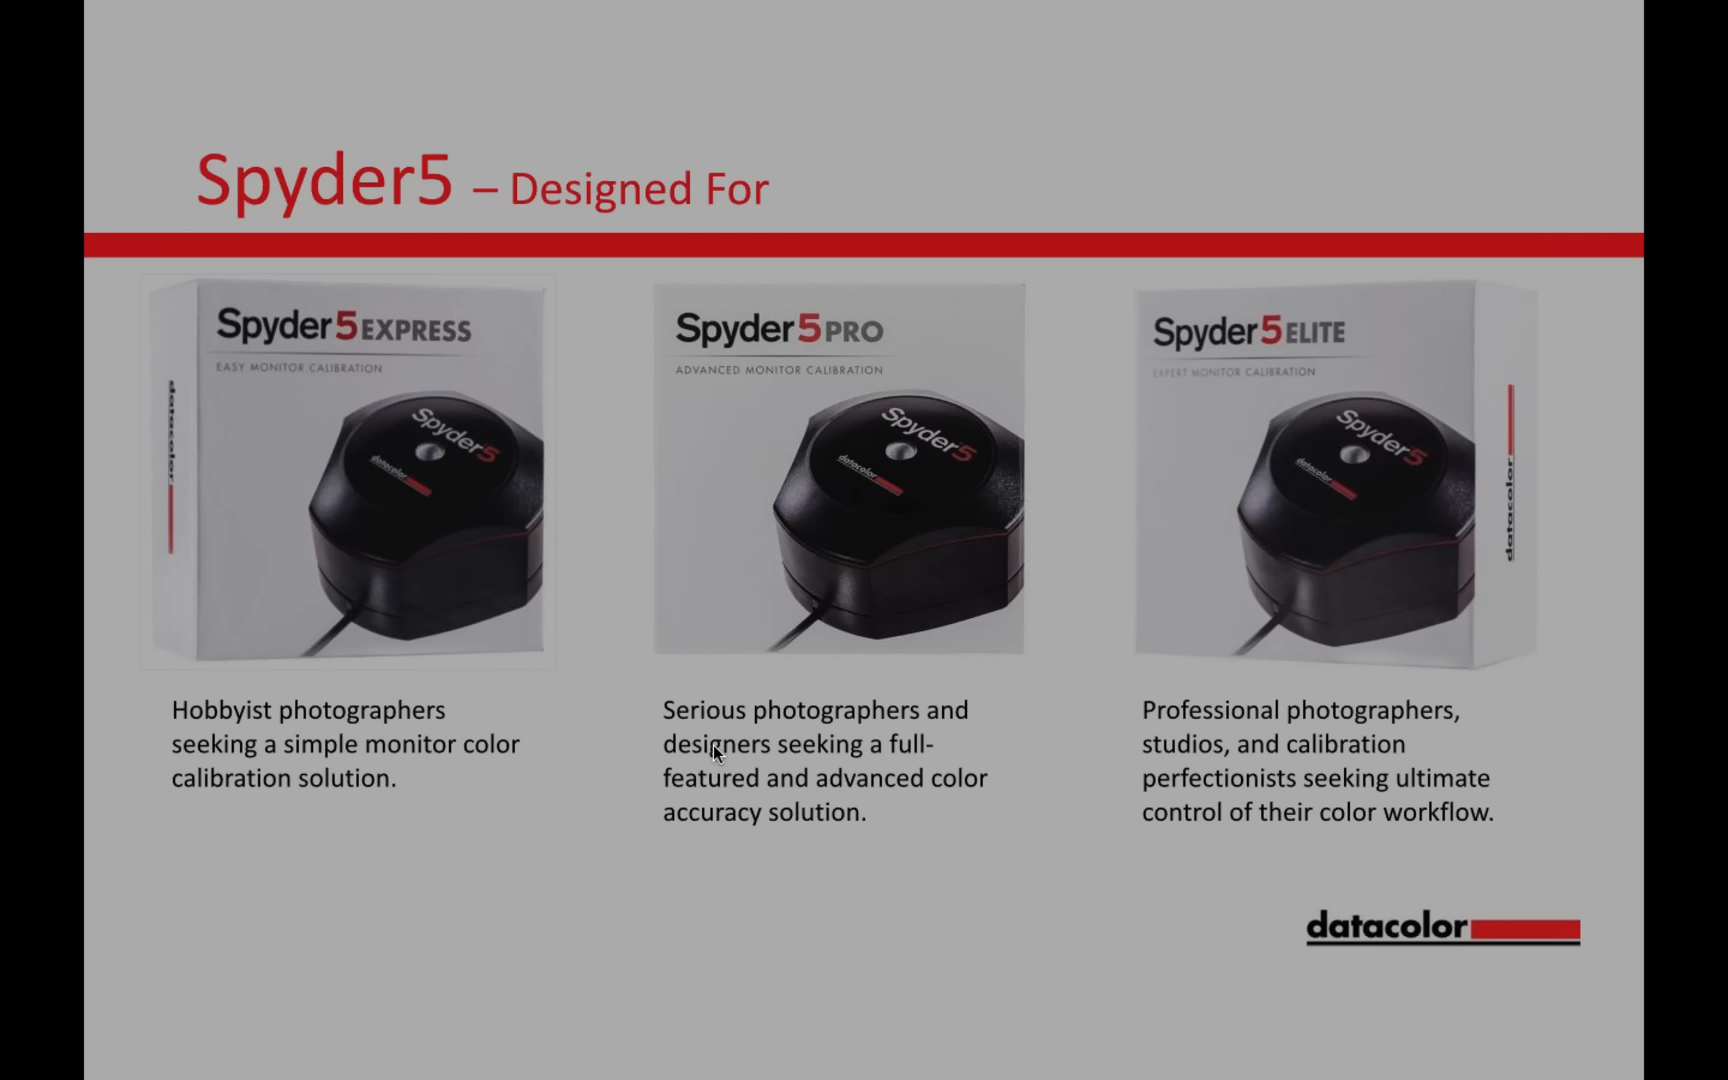 Spyder5 – Designed For
Spyder5EXPRESS
EASY MONITOR CALIBRATION
Spyder5
datacolor
datacolor
Hobbyist photographers
seeking a simple monitor color
calibration solution.
Spyder5PRO
ADVANCED MONITOR CALIBRATION
Spyder5
datacolor
Serious photographers and
designers seeking a full-
featured and advanced color
accuracy solution.
Spyder5ELITE
EXPERT MONITOR CALIBRATION
Spyder5
datacolor
datacolor
Professional photographers,
studios, and calibration
perfectionists seeking ultimate
control of their color workflow.
datacolor